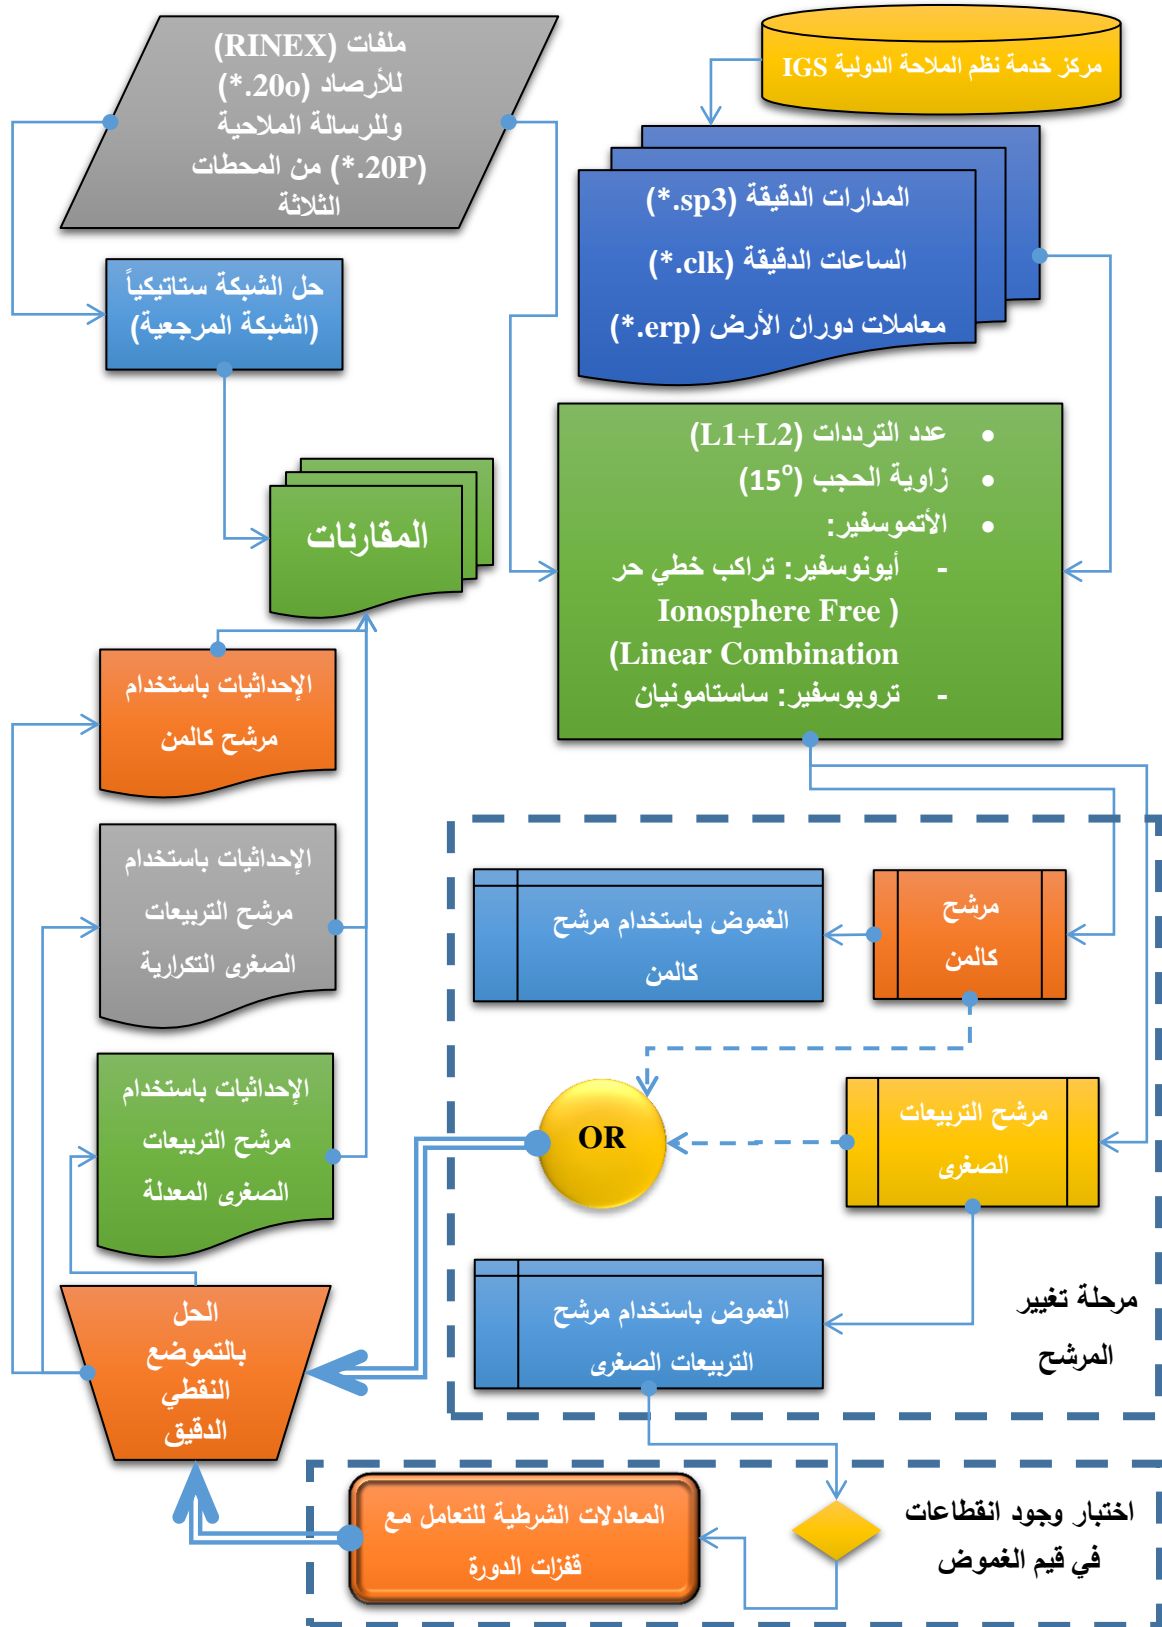 مركز خدمة نظم الملاحة الدولية IGS
ملفات (RINEX)
للأرصاد (*.20o)
وللرسالة الملاحية
(*.20P) من المحطات
الثلاثة
المدارات الدقيقة (*.sp3)
الساعات الدقيقة (*.clk)
معاملات دوران الأرض (*.erp)
حل الشبكة ستاتيكياً
(الشبكة المرجعية)
• عدد الترددات (L1+L2)
• زاوية الحجب (15°)
• الأتموسفير:
- أيونوسفير: تراكب خطي حر
( Ionosphere Free
Linear Combination)
- تروبوسفير: ساستامونيان
المقارنات
الإحداثيات باستخدام
مرشح كالمن
الإحداثيات باستخدام
مرشح التربيعات
الصغرى التكرارية
الإحداثيات باستخدام
مرشح التربيعات
الصغرى المعدلة
مرشح
كالمن
الغموض باستخدام مرشح
كالمن
مرشح التربيعات
الصغرى
OR
الغموض باستخدام مرشح
التربيعات الصغرى
مرحلة تغيير
المرشح
الحل
بالتموضع
النقطي
الدقيق
اختبار وجود انقطاعات
في قيم الغموض
المعادلات الشرطية للتعامل مع
قفزات الدورة